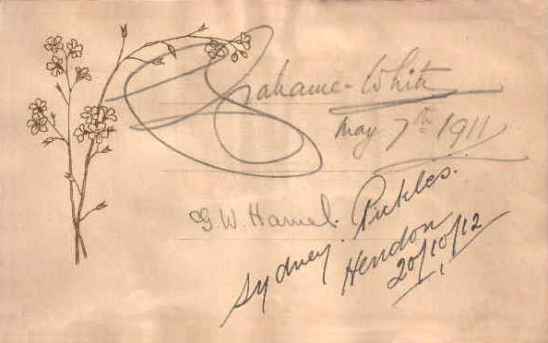 Grahame-White
May 7th 1911
G.W. Hamel.
Sydney. Pickles.
Hendon
20/10/12